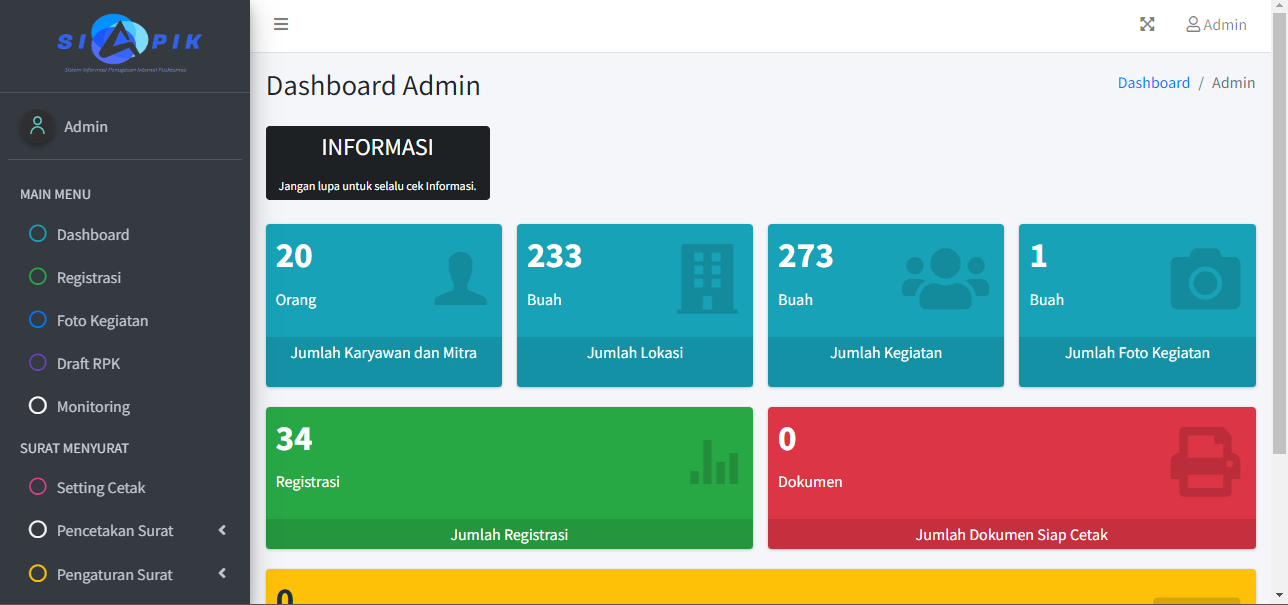 SIAPIK
Sistem Informasi Penugasan Internal Puskesmas
Admin
MAIN MENU
Dashboard
Registrasi
Foto Kegiatan
Draft RPK
Monitoring
SURAT MENYURAT
Setting Cetak
Pencetakan Surat
Pengaturan Surat
Admin
Dashboard Admin
Dashboard / Admin
INFORMASI
Jangan lupa untuk selalu cek Informasi.
20
Orang
Jumlah Karyawan dan Mitra
233
Buah
Jumlah Lokasi
273
Buah
Jumlah Kegiatan
1
Buah
Jumlah Foto Kegiatan
34
Registrasi
Jumlah Registrasi
0
Dokumen
Jumlah Dokumen Siap Cetak
0